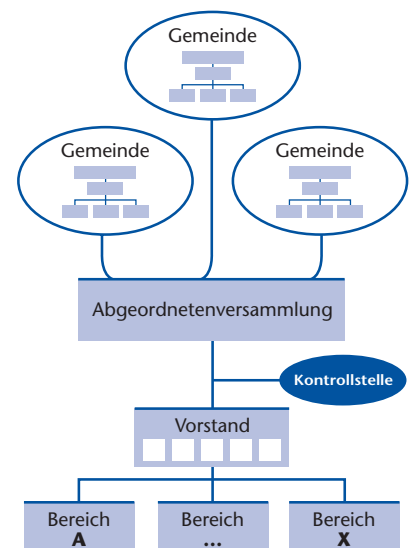 Gemeinde
Gemeinde
Gemeinde
Abgeordnetenversammlung
Kontrollstelle
Vorstand
Bereich
A
Bereich
...
Bereich
X